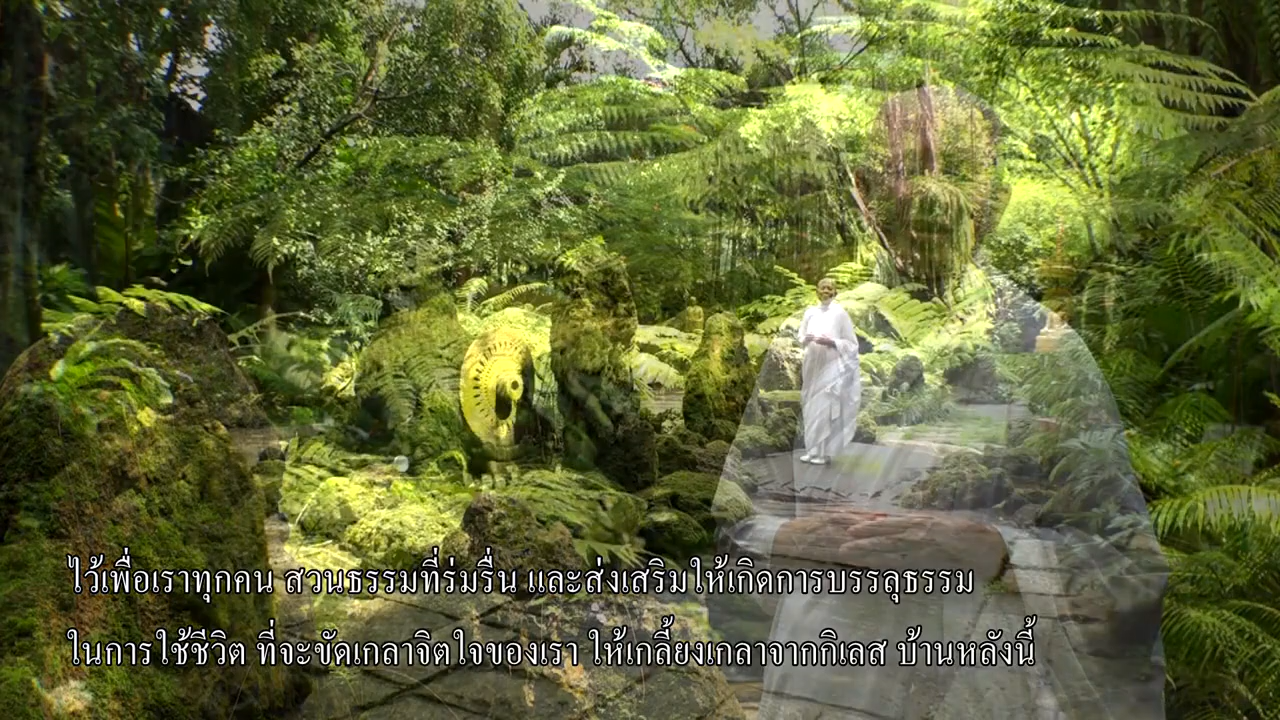 ไว้เพื่อเราทุกคน สวนธรรมที่ร่มรื่น และส่งเสริมให้เกิดการบรรลุธรรม
ในการใช้ชีวิต ที่จะขัดเกลาจิตใจของเรา ให้เกลี้ยงเกลาจากกิเลส บ้านหลังนี้